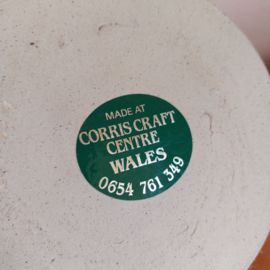 MADE AT
CORRIS CRAFT
CENTRE
WALES
0654 761 349